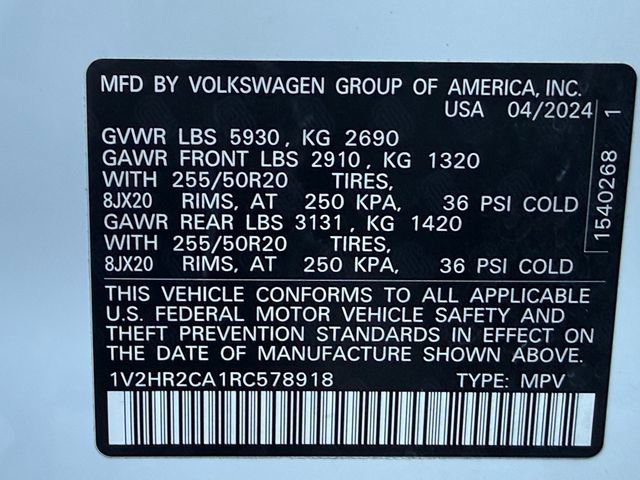 MFD BY VOLKSWAGEN GROUP OF AMERICA, INC.
USA 04/2024
GVWR LBS 5930, KG 2690
GAWR FRONT LBS 2910, KG 1320
WITH 255/50R20 TIRES,
8JX20 RIMS, AT 250 KPA, 36 PSI COLD
GAWR REAR LBS 3131, KG 1420
WITH 255/50R20 TIRES,
8JX20 RIMS, AT 250 KPA, 36 PSI COLD
THIS VEHICLE CONFORMS TO ALL APPLICABLE
U.S. FEDERAL MOTOR VEHICLE SAFETY AND
THEFT PREVENTION STANDARDS IN EFFECT ON
THE DATE OF MANUFACTURE SHOWN ABOVE.
1V2HR2CA1RC578918 TYPE: MPV
1540268 1